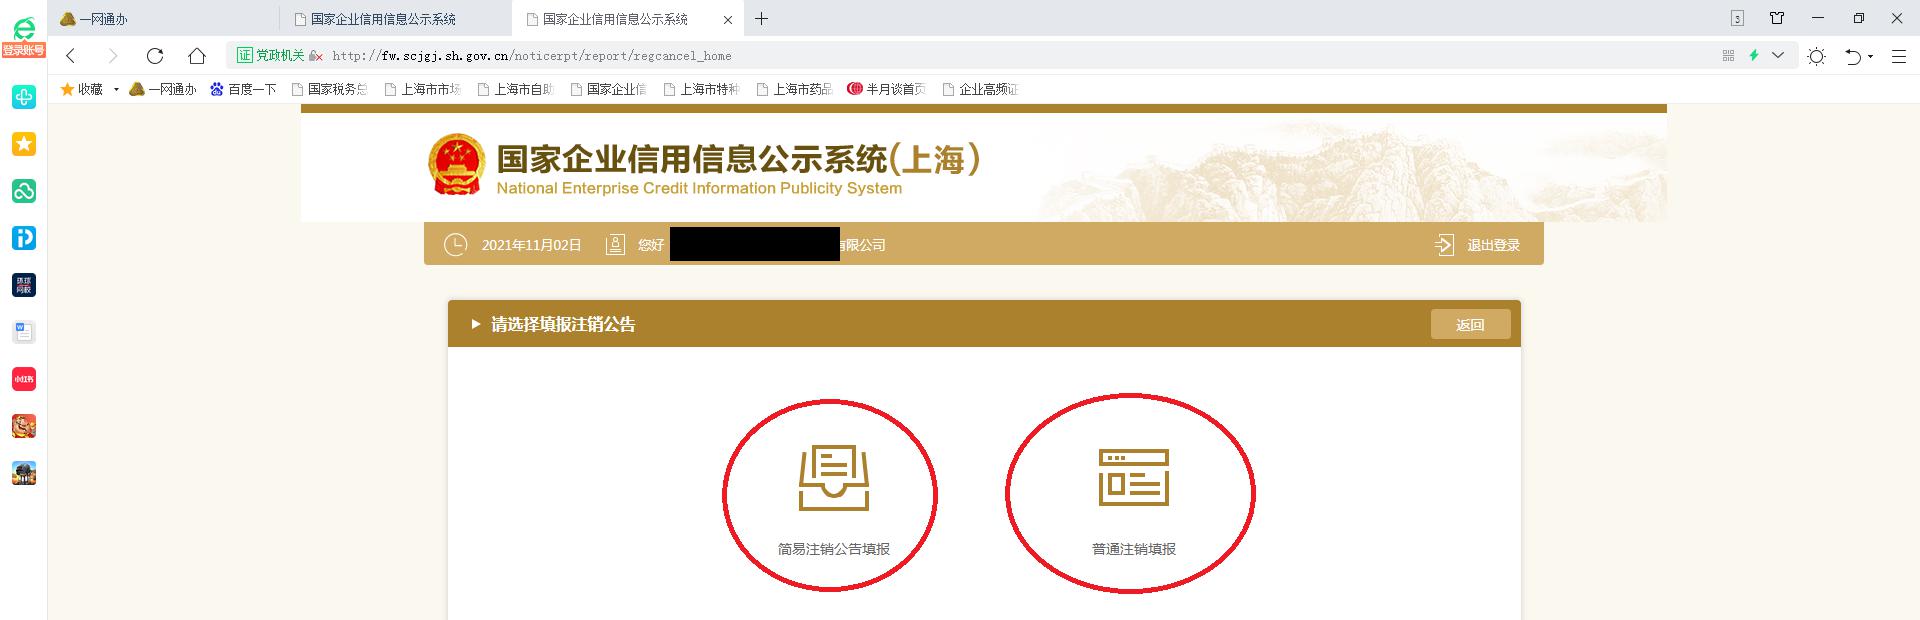 一网通办
国家企业信用信息公示系统
国家企业信用信息公示系统
3
登录账号
证 党政机关 http://fw.scjgj.sh.gov.cn/noticerpt/report/regcancel_home
收藏 一网通办 百度一下 国家税务总 上海市市场 上海市自助 国家企业信 上海市特种 上海市药品 半月谈首页 企业高频证
国家企业信用信息公示系统(上海)
National Enterprise Credit Information Publicity System
2021年11月02日 您好 有限公司 退出登录
请选择填报注销公告 返回
环球
网校
小红书
简易注销公告填报
普通注销填报